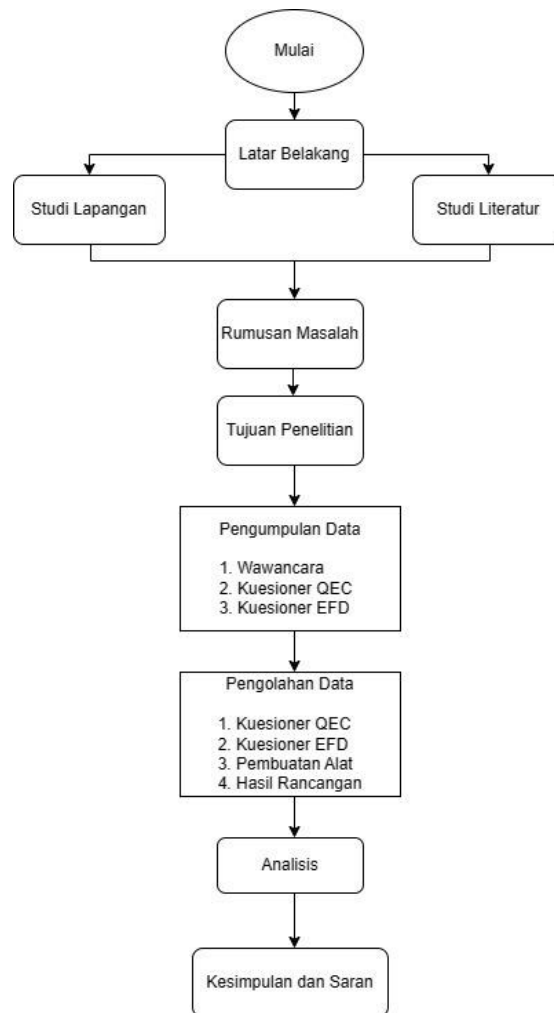 Mulai
Latar Belakang
Studi Lapangan
Studi Literatur
Rumusan Masalah
Tujuan Penelitian
Pengumpulan Data
1. Wawancara
2. Kuesioner QEC
3. Kuesioner EFD
Pengolahan Data
1. Kuesioner QEC
2. Kuesioner EFD
3. Pembuatan Alat
4. Hasil Rancangan
Analisis
Kesimpulan dan Saran